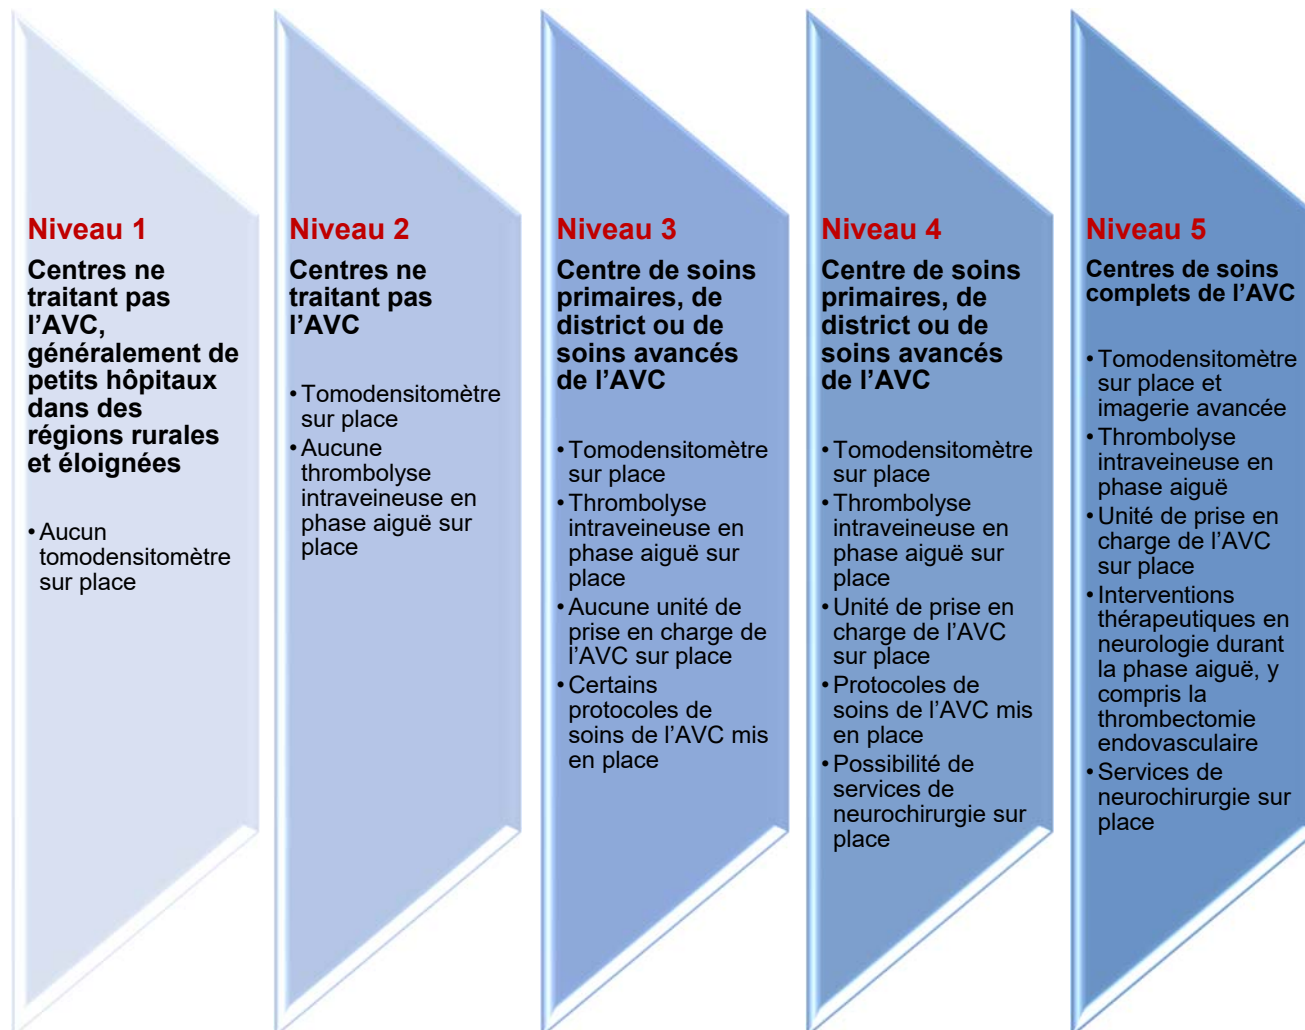 Niveau 1
Centres ne
traitant pas
l’AVC,
généralement de
petits hôpitaux
dans des
régions rurales
et éloignées
• Aucun
tomodensitomètre
sur place
Niveau 2
Centres ne
traitant pas
l’AVC
• Tomodensitomètre
sur place
• Aucune
thrombolyse
intraveineuse en
phase aiguë sur
place
Niveau 3
Centre de soins
primaires, de
district ou de
soins avancés
de l’AVC
• Tomodensitomètre
sur place
• Thrombolyse
intraveineuse en
phase aiguë sur
place
• Aucune unité de
prise en charge de
l’AVC sur place
• Certains
protocoles de
soins de l’AVC mis
en place
Niveau 4
Centre de soins
primaires, de
district ou de
soins avancés
de l’AVC
• Tomodensitomètre
sur place
• Thrombolyse
intraveineuse en
phase aiguë sur
place
• Unité de prise en
charge de l’AVC
sur place
• Protocoles de
soins de l’AVC mis
en place
• Possibilité de
services de
neurochirurgie sur
place
Niveau 5
Centres de soins
complets de l’AVC
• Tomodensitomètre
sur place et
imagerie avancée
• Thrombolyse
intraveineuse en
phase aiguë
• Unité de prise en
charge de l’AVC
sur place
• Interventions
thérapeutiques en
neurologie durant
la phase aiguë, y
compris la
thrombectomie
endovasculaire
• Services de
neurochirurgie sur
place